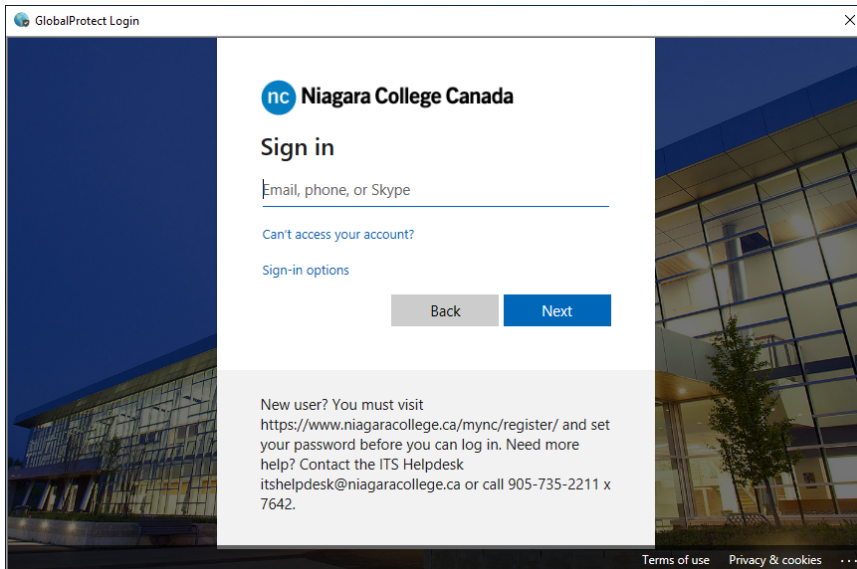 GlobalProtect Login
nc Niagara College Canada
Sign in
Email, phone, or Skype
Can't access your account?
Sign-in options
Back Next
New user? You must visit
https://www.niagaracollege.ca/mync/register/ and set
your password before you can log in. Need more
help? Contact the ITS Helpdesk
itshelpdesk@niagaracollege.ca or call 905-735-2211 x
7642.
Terms of use Privacy & cookies ...